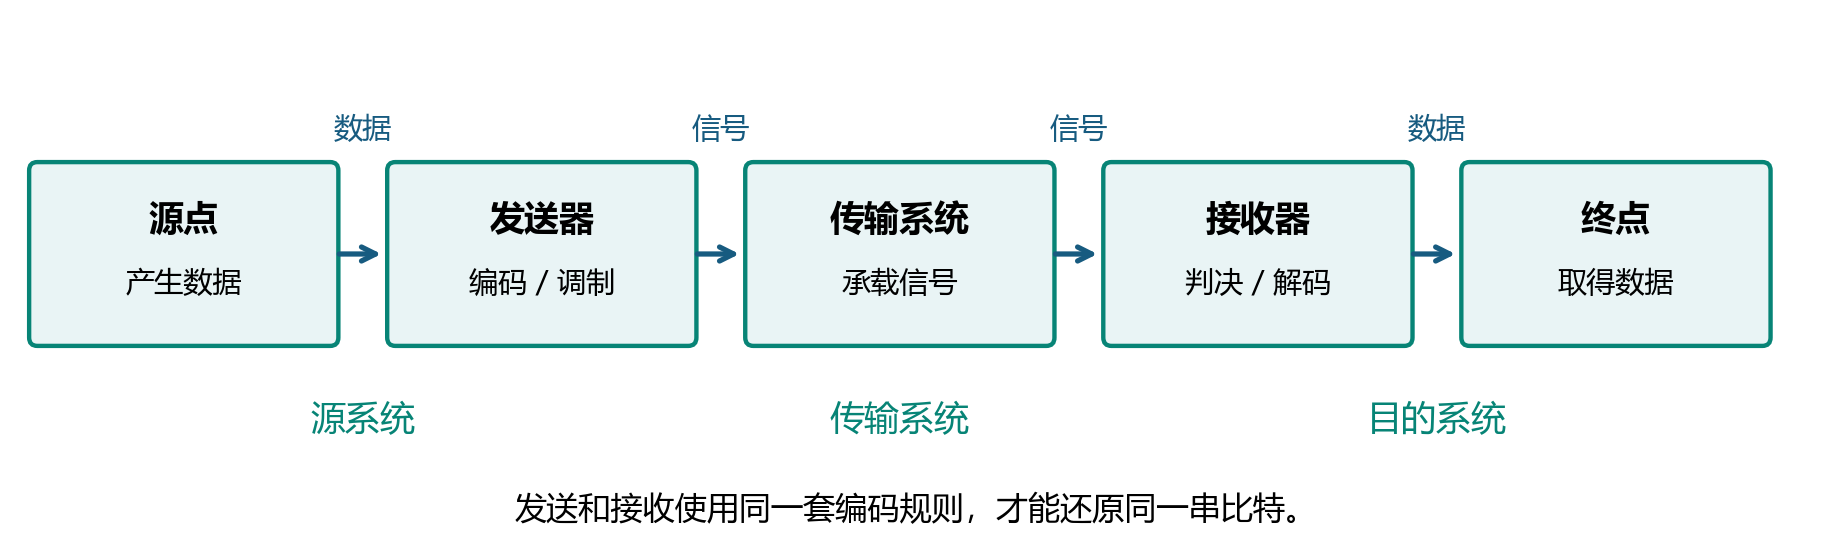 数据
信号
信号
数据
源点
产生数据
发送器
编码 / 调制
传输系统
承载信号
接收器
判决 / 解码
终点
取得数据
源系统
传输系统
目的系统
发送和接收使用同一套编码规则，才能还原同一串比特。